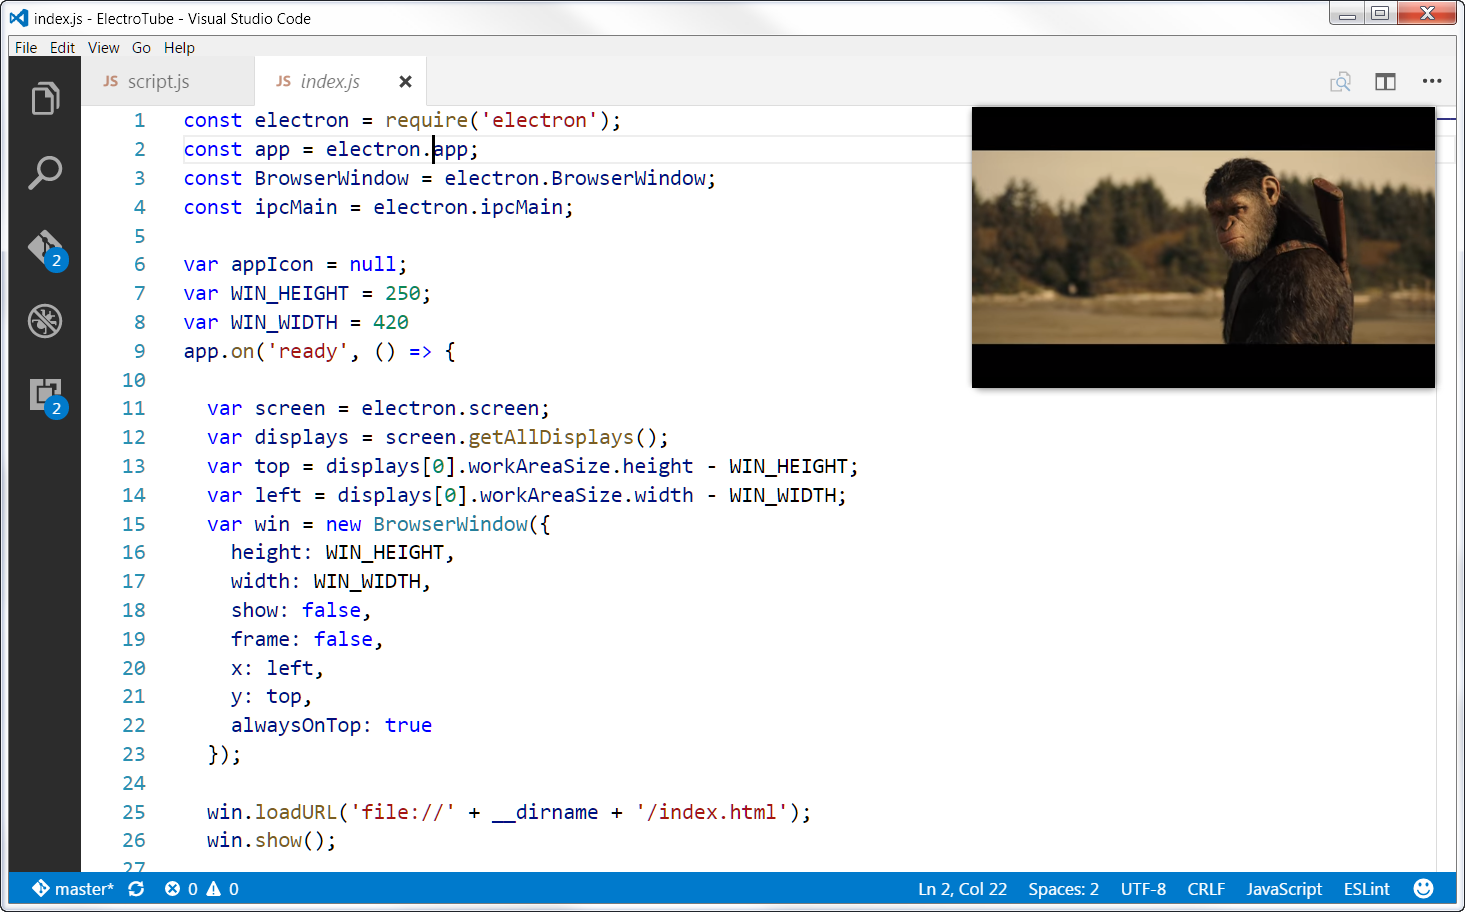 index.js - ElectroTube - Visual Studio Code
File Edit View Go Help
JS script.js JS index.js
1 const electron = require('electron');
2 const app = electron.app;
3 const BrowserWindow = electron.BrowserWindow;
4 const ipcMain = electron.ipcMain;
5
6 var appIcon = null;
7 var WIN_HEIGHT = 250;
8 var WIN_WIDTH = 420
9 app.on('ready', () => {
10
11 var screen = electron.screen;
12 var displays = screen.getAllDisplays();
13 var top = displays[0].workAreaSize.height - WIN_HEIGHT;
14 var left = displays[0].workAreaSize.width - WIN_WIDTH;
15 var win = new BrowserWindow({
16 height: WIN_HEIGHT,
17 width: WIN_WIDTH,
18 show: false,
19 frame: false,
20 x: left,
21 y: top,
22 alwaysOnTop: true
23 });
24
25 win.loadURL('file://' + __dirname + '/index.html');
26 win.show();
27
2
2
master* 0 0 Ln 2, Col 22 Spaces: 2 UTF-8 CRLF JavaScript ESLint